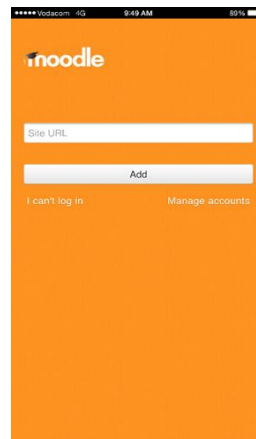 Vodacom 4G 9:49 AM 89%
moodle
Site URL
Add
I can't log in Manage accounts